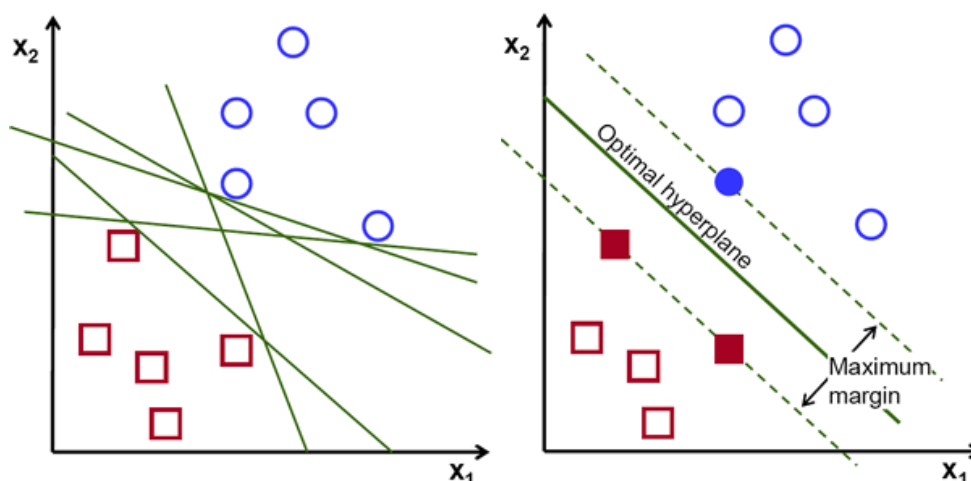 x₂
x₁
x₂
Optimal hyperplane
Maximum
margin
x₁